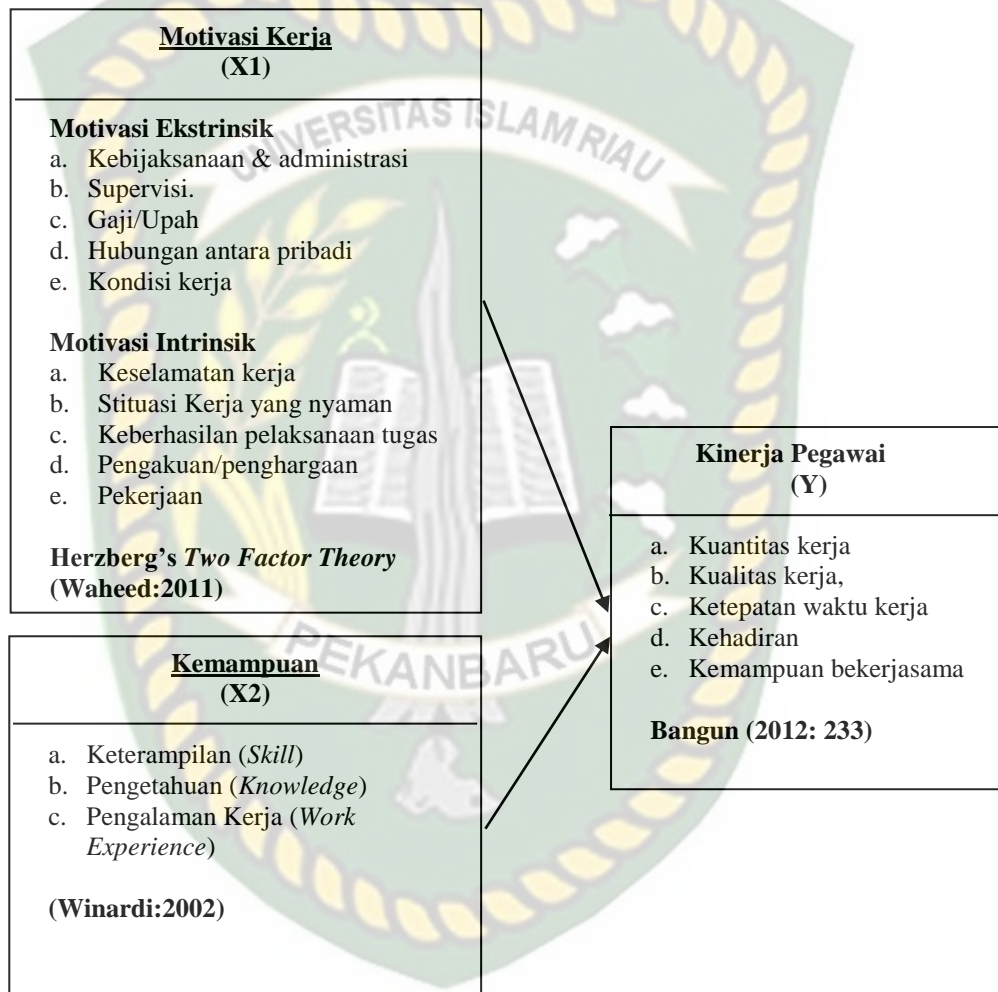 Motivasi Kerja
(X1)
Motivasi Ekstrinsik
a. Kebijaksanaan & administrasi
b. Supervisi.
c. Gaji/Upah
d. Hubungan antara pribadi
e. Kondisi kerja
Motivasi Intrinsik
a. Keselamatan kerja
b. Stituasi Kerja yang nyaman
c. Keberhasilan pelaksanaan tugas
d. Pengakuan/penghargaan
e. Pekerjaan
Herzberg's Two Factor Theory
(Waheed:2011)
Kemampuan
(X2)
a. Keterampilan (Skill)
b. Pengetahuan (Knowledge)
c. Pengalaman Kerja (Work
Experience)
(Winardi:2002)
Kinerja Pegawai
(Y)
a. Kuantitas kerja
b. Kualitas kerja,
c. Ketepatan waktu kerja
d. Kehadiran
e. Kemampuan bekerjasama
Bangun (2012: 233)
UNIVERSITAS ISLAM RIAU
PEKANBARU